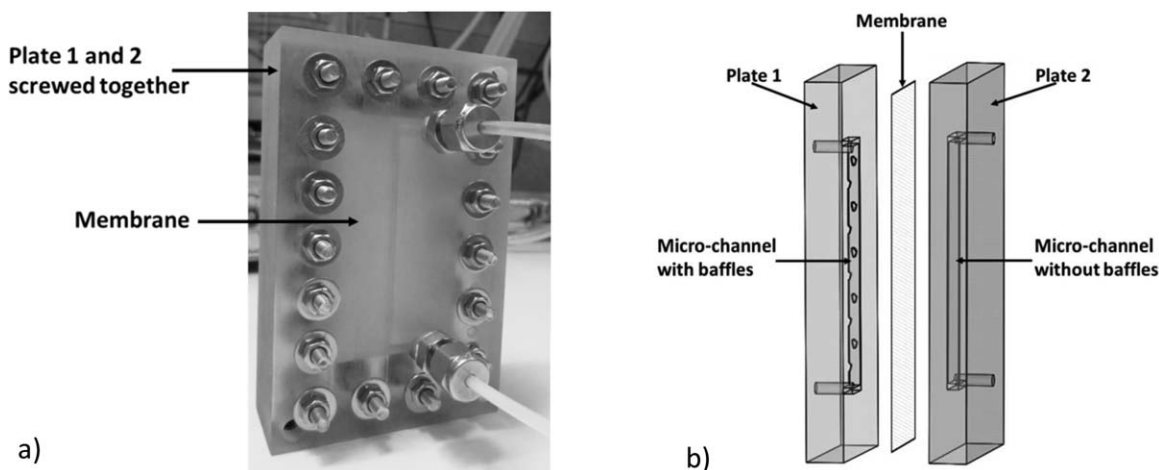 Plate 1 and 2
screwed together
Membrane
a)
Membrane
Plate 1
Plate 2
Micro-channel
with baffles
Micro-channel
without baffles
b)